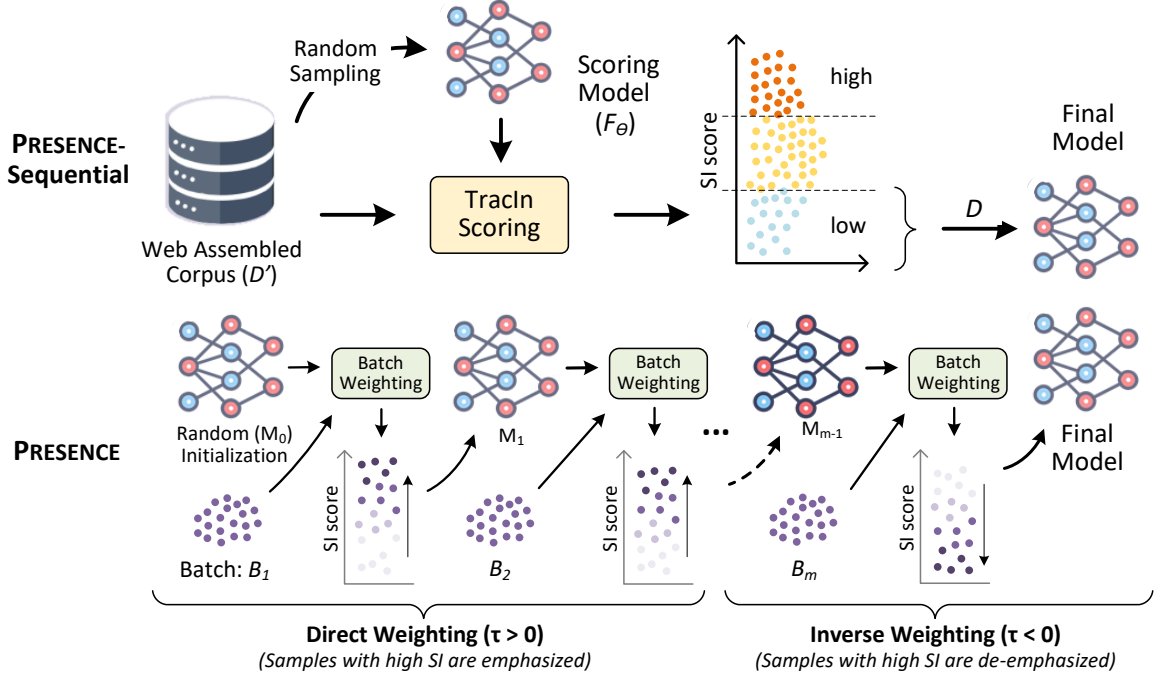 PRESENCE-
Sequential
Random
Sampling
Scoring
Model
(Fθ)
Web Assembled
Corpus (D’)
TracIn
Scoring
SI score
high
low
D
Final
Model
PRESENCE
Random (M0)
Initialization
Batch: B1
Batch
Weighting
SI score
M1
B2
Batch
Weighting
SI score
...
Mm-1
Bm
Batch
Weighting
SI score
Final
Model
Direct Weighting (τ > 0)
(Samples with high SI are emphasized)
Inverse Weighting (τ < 0)
(Samples with high SI are de-emphasized)